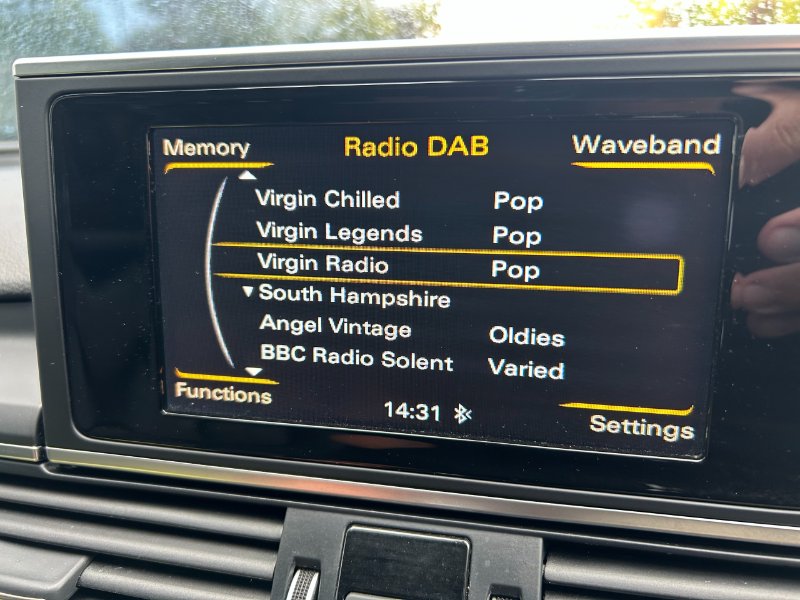 Memory Radio DAB Waveband
Virgin Chilled Pop
Virgin Legends Pop
Virgin Radio Pop
South Hampshire
Angel Vintage Oldies
BBC Radio Solent Varied
Functions 14:31 Settings